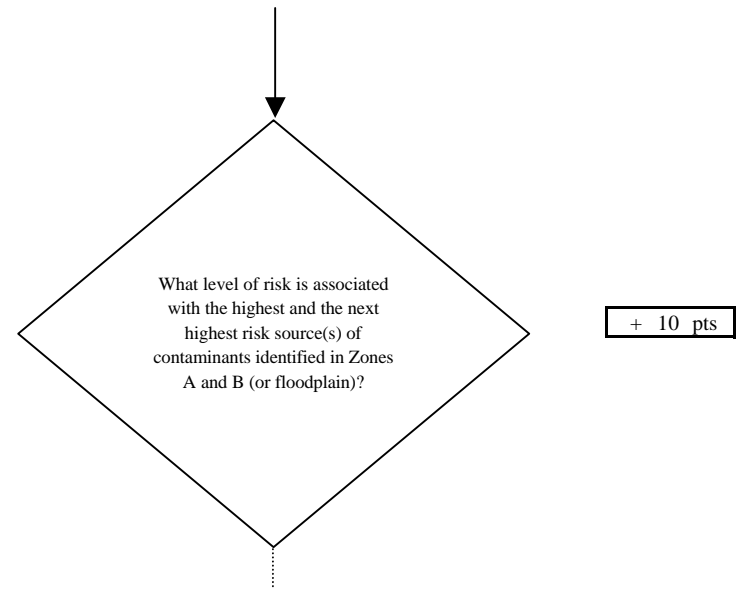 What level of risk is associated
with the highest and the next
highest risk source(s) of
contaminants identified in Zones
A and B (or floodplain)?
+ 10 pts